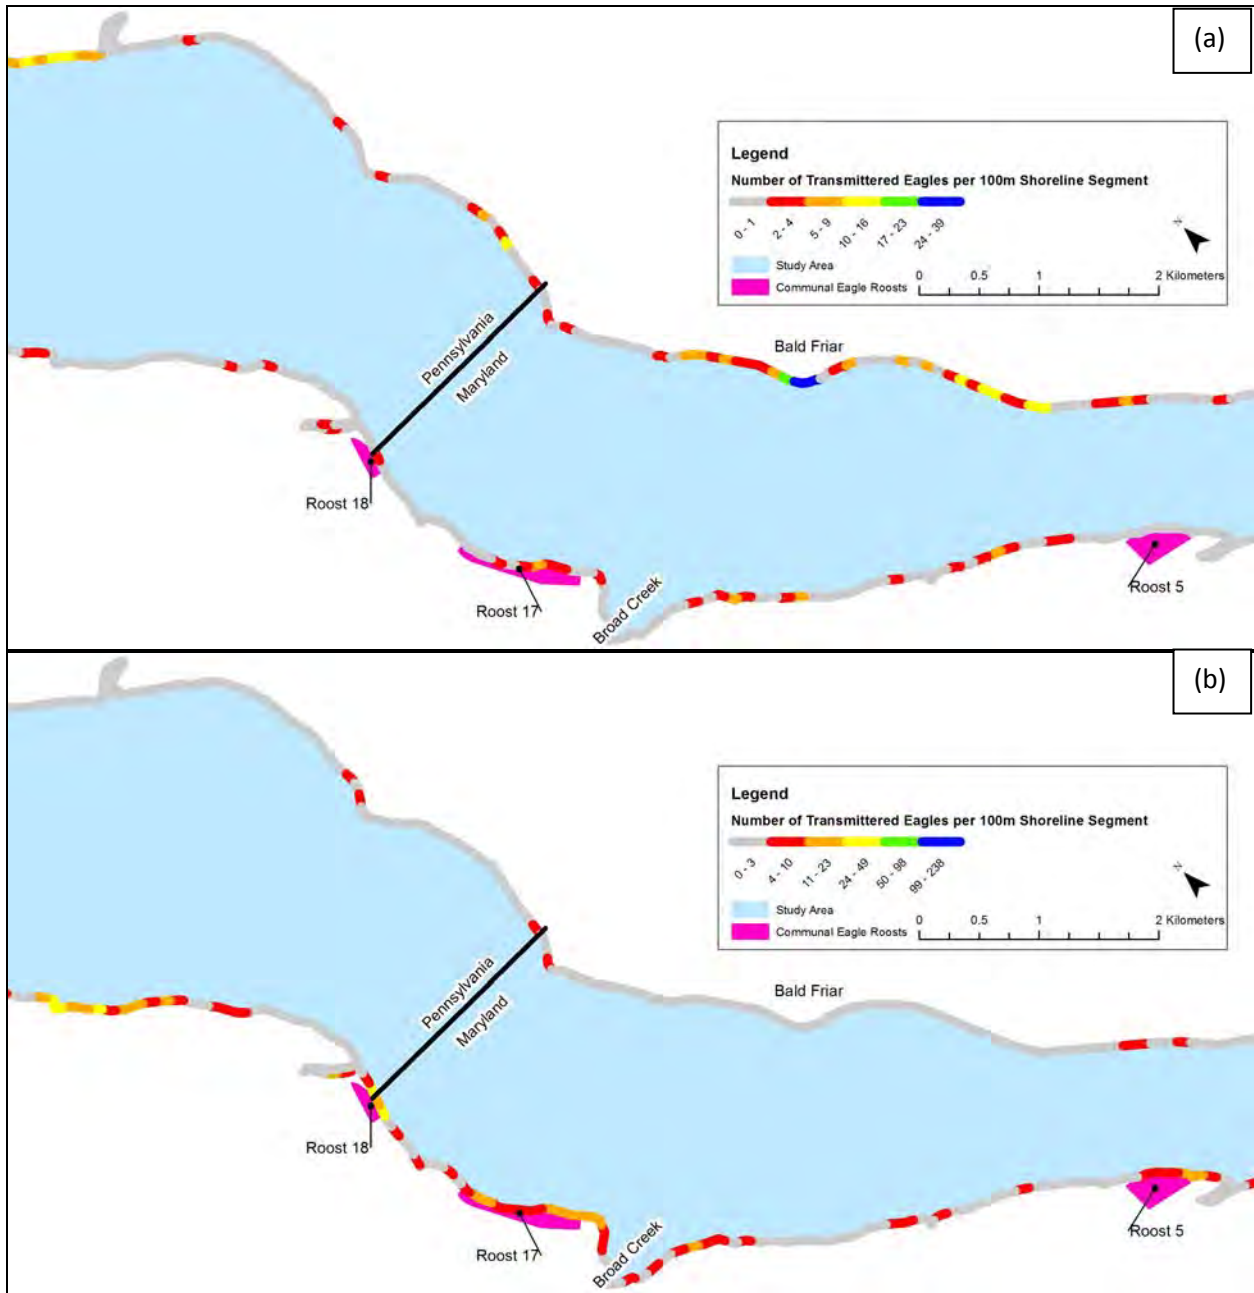 (a)
Legend
Number of Transmittered Eagles per 100m Shoreline Segment
0 - 1
2 - 4
5 - 9
10 - 16
17 - 23
24 - 39
N
Study Area
Communal Eagle Roosts
0 0.5 1 2 Kilometers
Pennsylvania
Maryland
Bald Friar
Roost 18
Roost 17
Broad Creek
Roost 5
(b)
Legend
Number of Transmittered Eagles per 100m Shoreline Segment
0 - 3
4 - 10
11 - 23
24 - 49
50 - 98
99 - 238
N
Study Area
Communal Eagle Roosts
0 0.5 1 2 Kilometers
Pennsylvania
Maryland
Bald Friar
Roost 18
Roost 17
Broad Creek
Roost 5